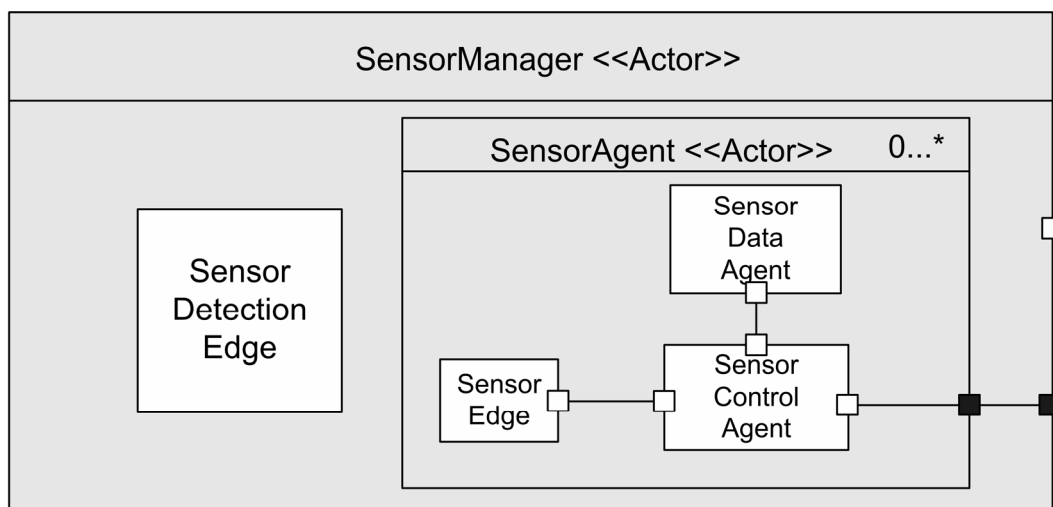 SensorManager <<Actor>>
SensorAgent <<Actor>>
0...*
Sensor
Data
Agent
Sensor
Detection
Edge
Sensor
Edge
Sensor
Control
Agent